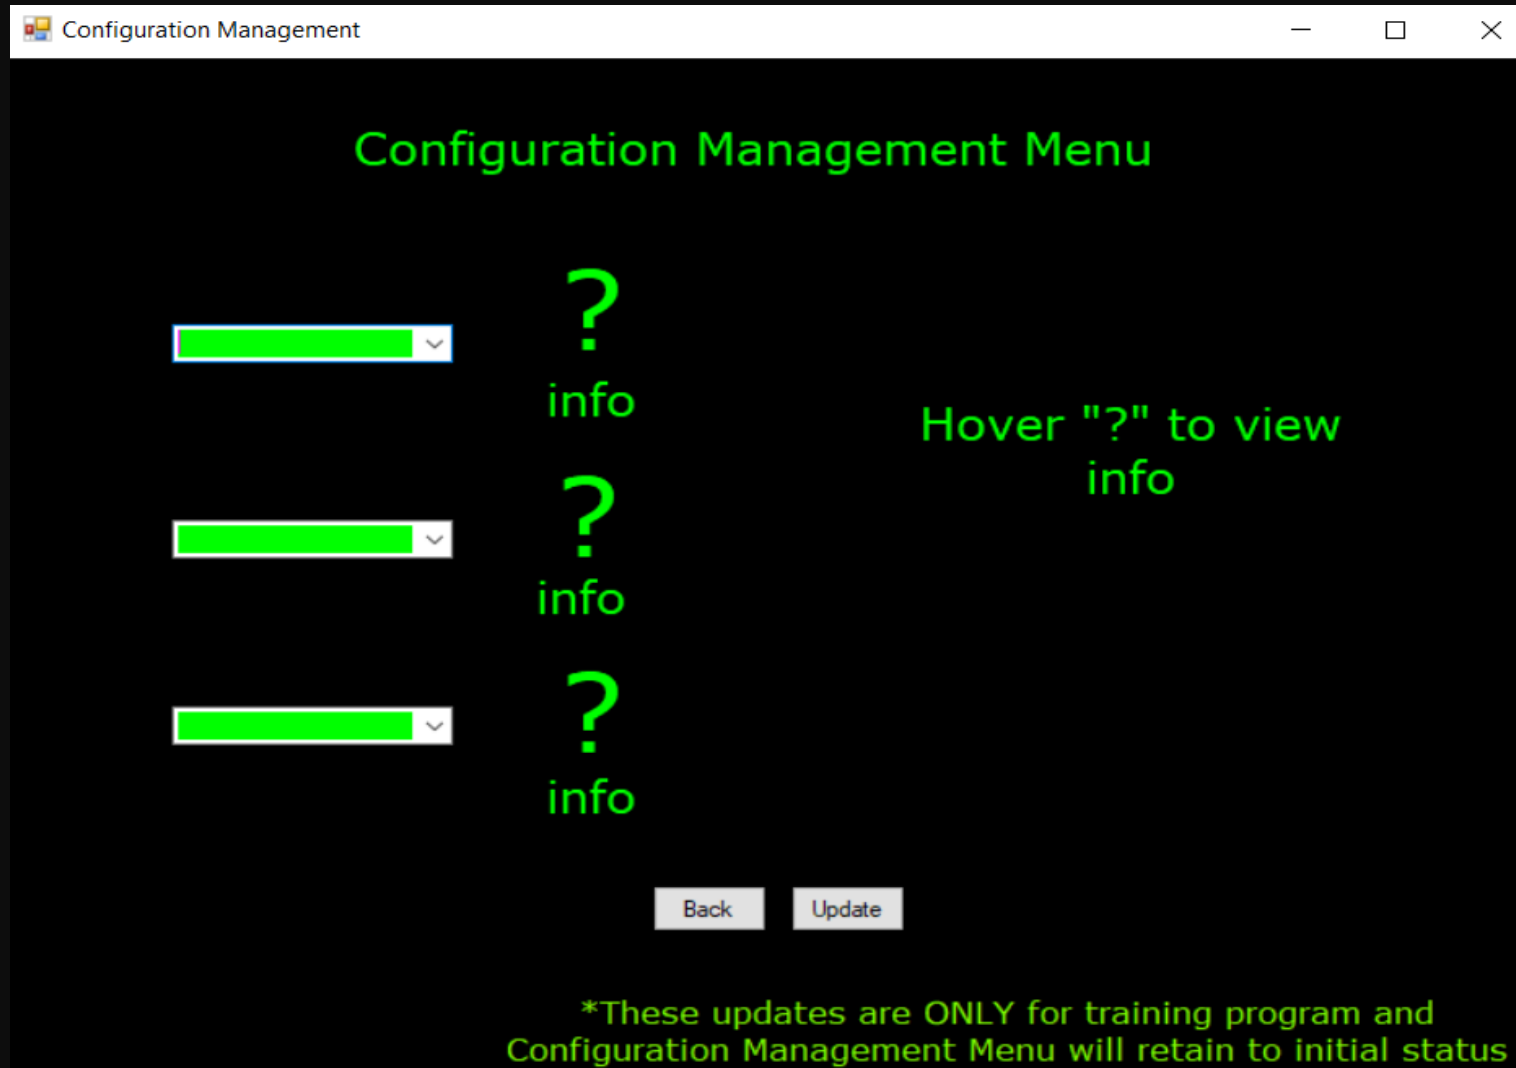 Configuration Management
Configuration Management Menu
?
info
Hover "?" to view
info
?
info
?
info
Back
Update
*These updates are ONLY for training program and
Configuration Management Menu will retain to initial status